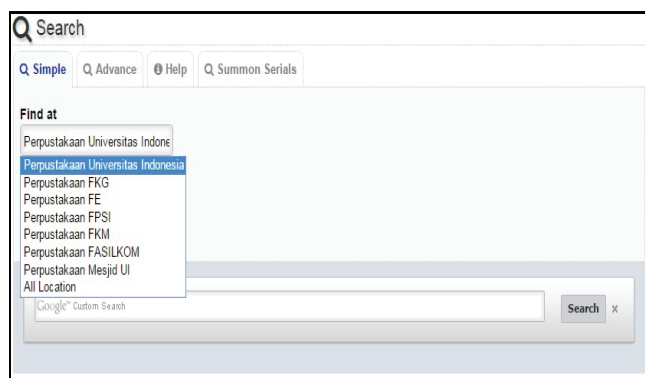 Search
Simple Advance Help Summon Serials
Find at
Perpustakaan Universitas Indone
Perpustakaan Universitas Indonesia
Perpustakaan FKG
Perpustakaan FE
Perpustakaan FPSI
Perpustakaan FKM
Perpustakaan FASILKOM
Perpustakaan Mesjid UI
All Location
Google™ Custom Search Search x